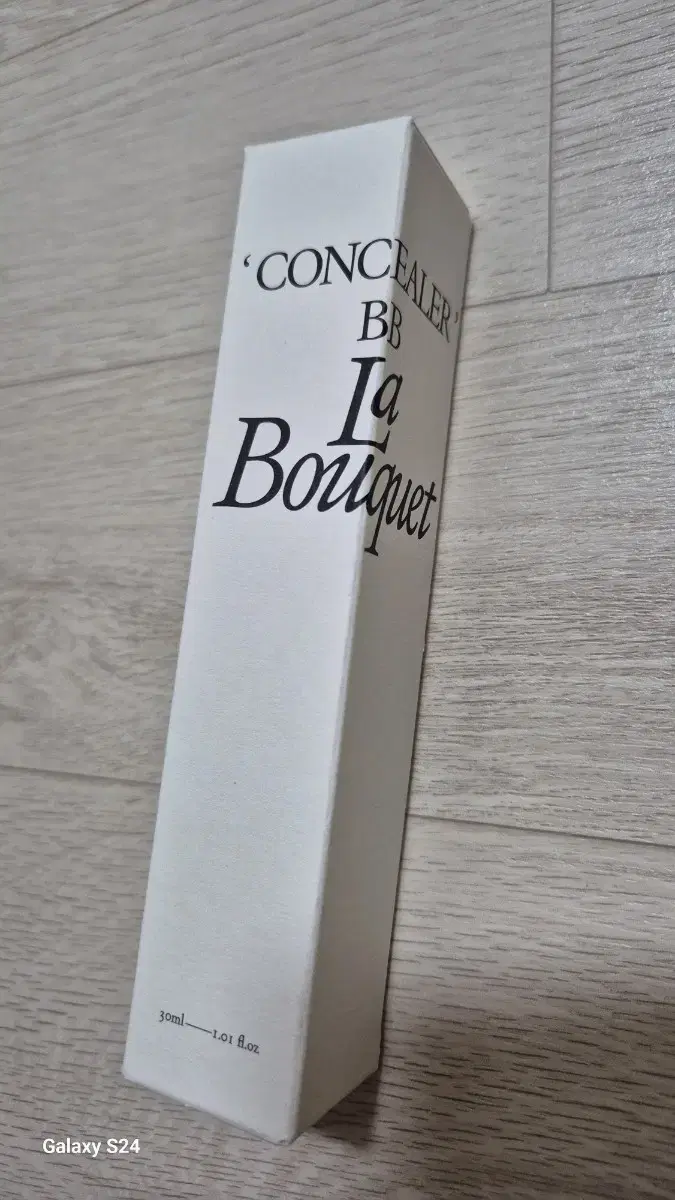 ‘CONCEALER’
BB
La
Bouquet
30ml—1.01 fl.oz
Galaxy S24